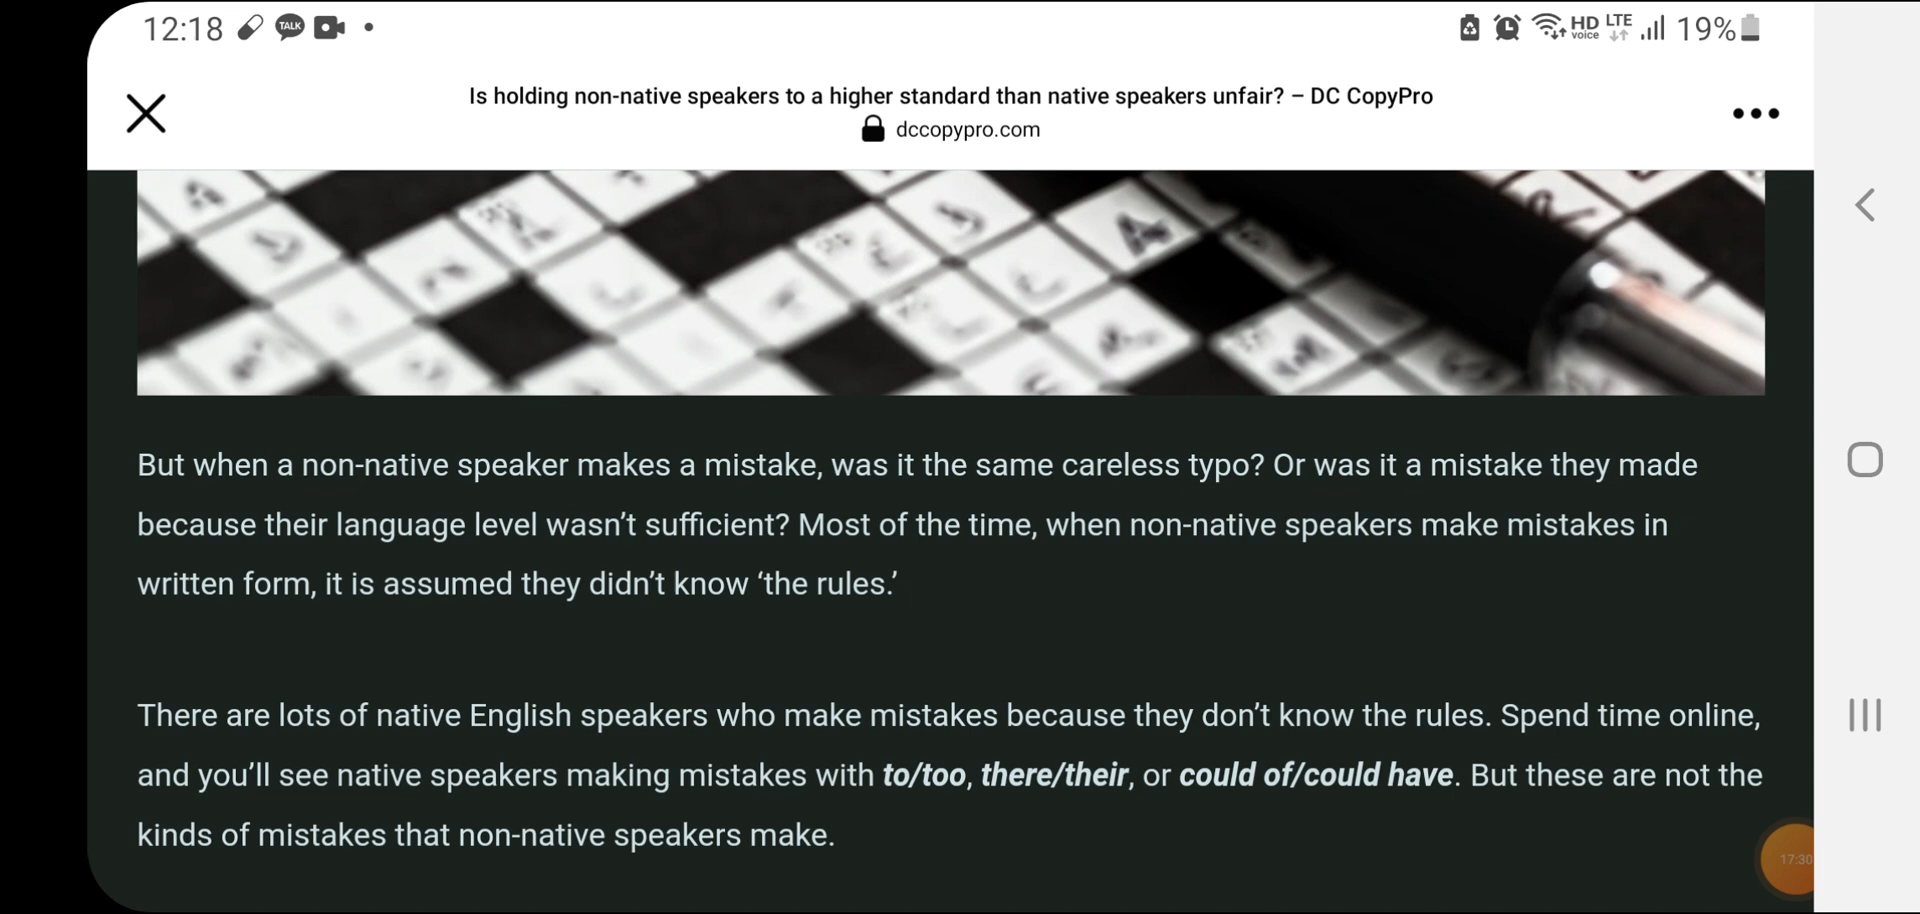 12:18
TALK
HD voice LTE 19%
Is holding non-native speakers to a higher standard than native speakers unfair? – DC CopyPro
dccopypro.com
A
But when a non-native speaker makes a mistake, was it the same careless typo? Or was it a mistake they made
because their language level wasn’t sufficient? Most of the time, when non-native speakers make mistakes in
written form, it is assumed they didn’t know ‘the rules.’
There are lots of native English speakers who make mistakes because they don’t know the rules. Spend time online,
and you’ll see native speakers making mistakes with to/too, there/their, or could of/could have. But these are not the
kinds of mistakes that non-native speakers make.
17:30